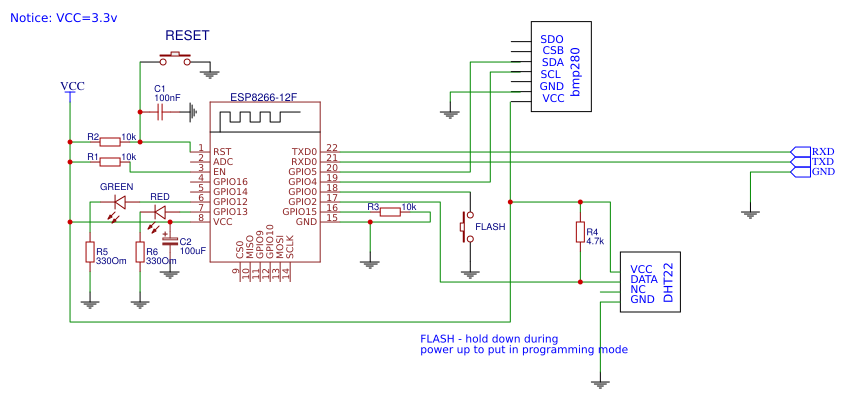 Notice: VCC=3.3v
RESET
VCC
C1
100nF
ESP8266-12F
R2 10k
R1 10k
1 RST
2 ADC
3 EN
4 GPIO16
5 GPIO14
6 GPIO12
7 GPIO13
8 VCC
TXD0 22
RXD0 21
GPIO5 20
GPIO4 19
GPIO0 18
GPIO2 17
GPIO15 16
GND 15
CS0 9
MISO 10
GPIO9 11
GPIO10 12
MOSI 13
SCLK 14
GREEN
RED
R5
330Om
R6
330Om
C2
100uF
+
R3 10k
FLASH
SDO
CSB
SDA
SCL
GND
VCC
bmp280
RXD
TXD
GND
R4
4.7k
VCC
DATA
NC
GND
DHT22
FLASH - hold down during
power up to put in programming mode